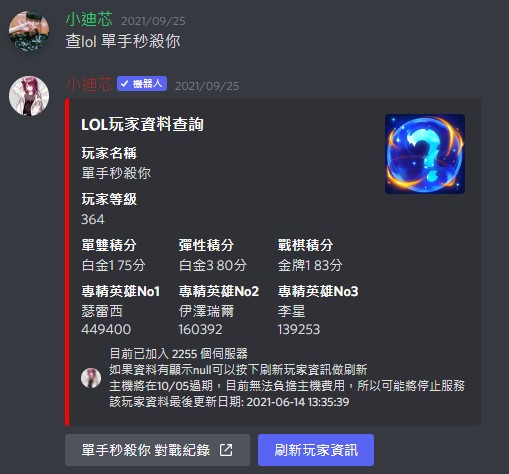 小迪芯 2021/09/25
查lol 單手秒殺你
小迪芯 機器人 2021/09/25
LOL玩家資料查詢
玩家名稱
單手秒殺你
玩家等級
364
單雙積分 彈性積分 戰棋積分
白金1 75分 白金3 80分 金牌1 83分
專精英雄No1 專精英雄No2 專精英雄No3
瑟雷西 伊澤瑞爾 李星
449400 160392 139253
目前已加入 2255 個伺服器
如果資料有顯示null可以按下刷新玩家資訊做刷新
主機將在10/05過期，目前無法負擔主機費用，所以可能將停止服務
該玩家資料最後更新日期: 2021-06-14 13:35:39
單手秒殺你 對戰紀錄 刷新玩家資訊